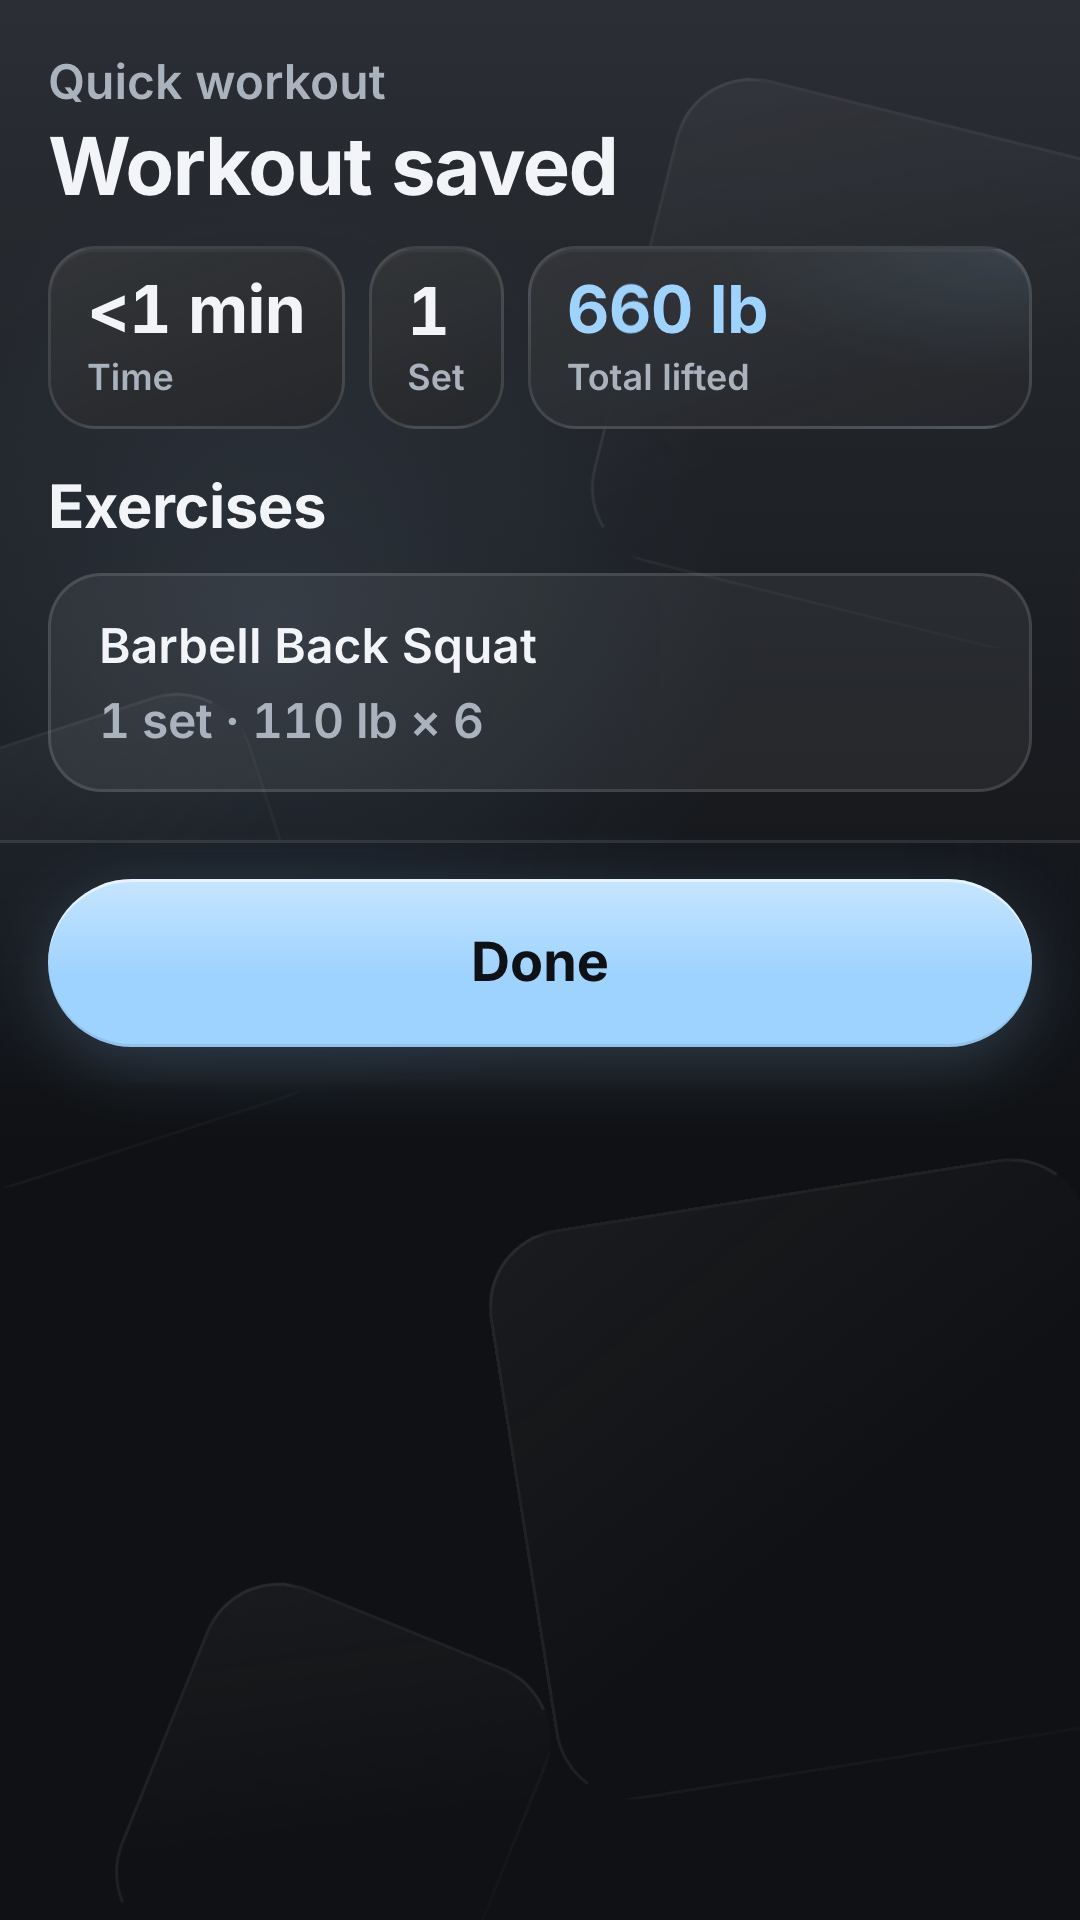 Quick workout
Workout saved
<1 min
Time
1
Set
660 lb
Total lifted
Exercises
Barbell Back Squat
1 set · 110 lb × 6
Done